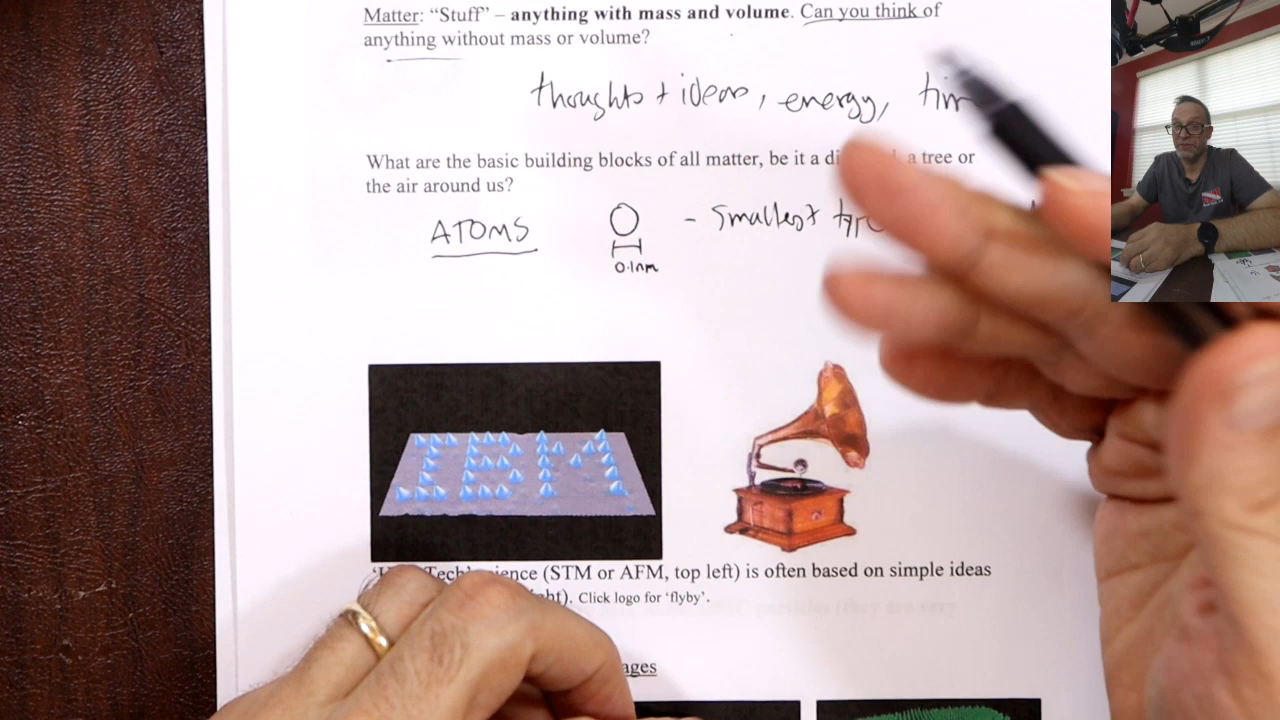 Matter: “Stuff” – anything with mass and volume. Can you think of
anything without mass or volume?
thoughts + ideas, energy,
What are the basic building blocks of all matter, be it a a tree or
the air around us?
ATOMS - smallest
0.1nm
IBM
Tech’ (STM or AFM, top left) is often based on simple ideas
Click logo for ‘flyby’.